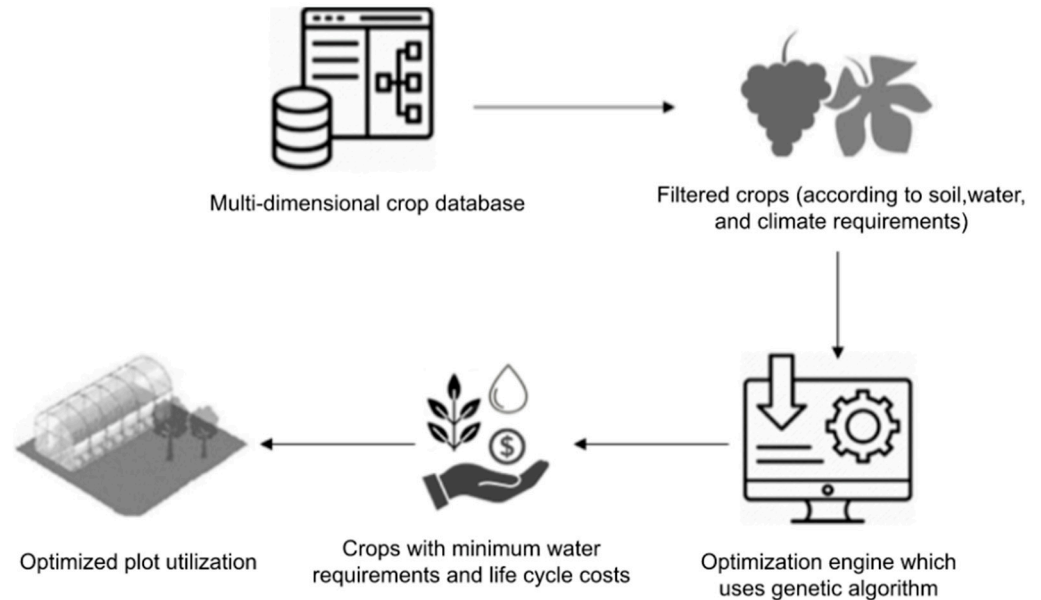 Multi-dimensional crop database
Filtered crops (according to soil,water,
and climate requirements)
Optimized plot utilization
Crops with minimum water
requirements and life cycle costs
Optimization engine which
uses genetic algorithm
$